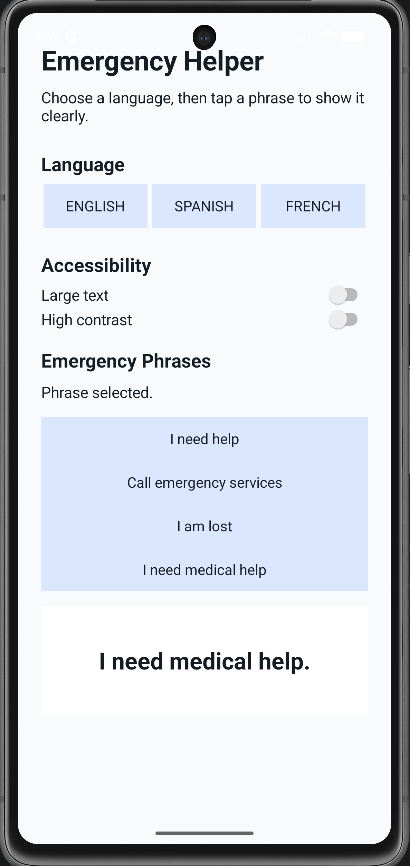 Emergency Helper
Choose a language, then tap a phrase to show it
clearly.
Language
ENGLISH SPANISH FRENCH
Accessibility
Large text
High contrast
Emergency Phrases
Phrase selected.
I need help
Call emergency services
I am lost
I need medical help
I need medical help.